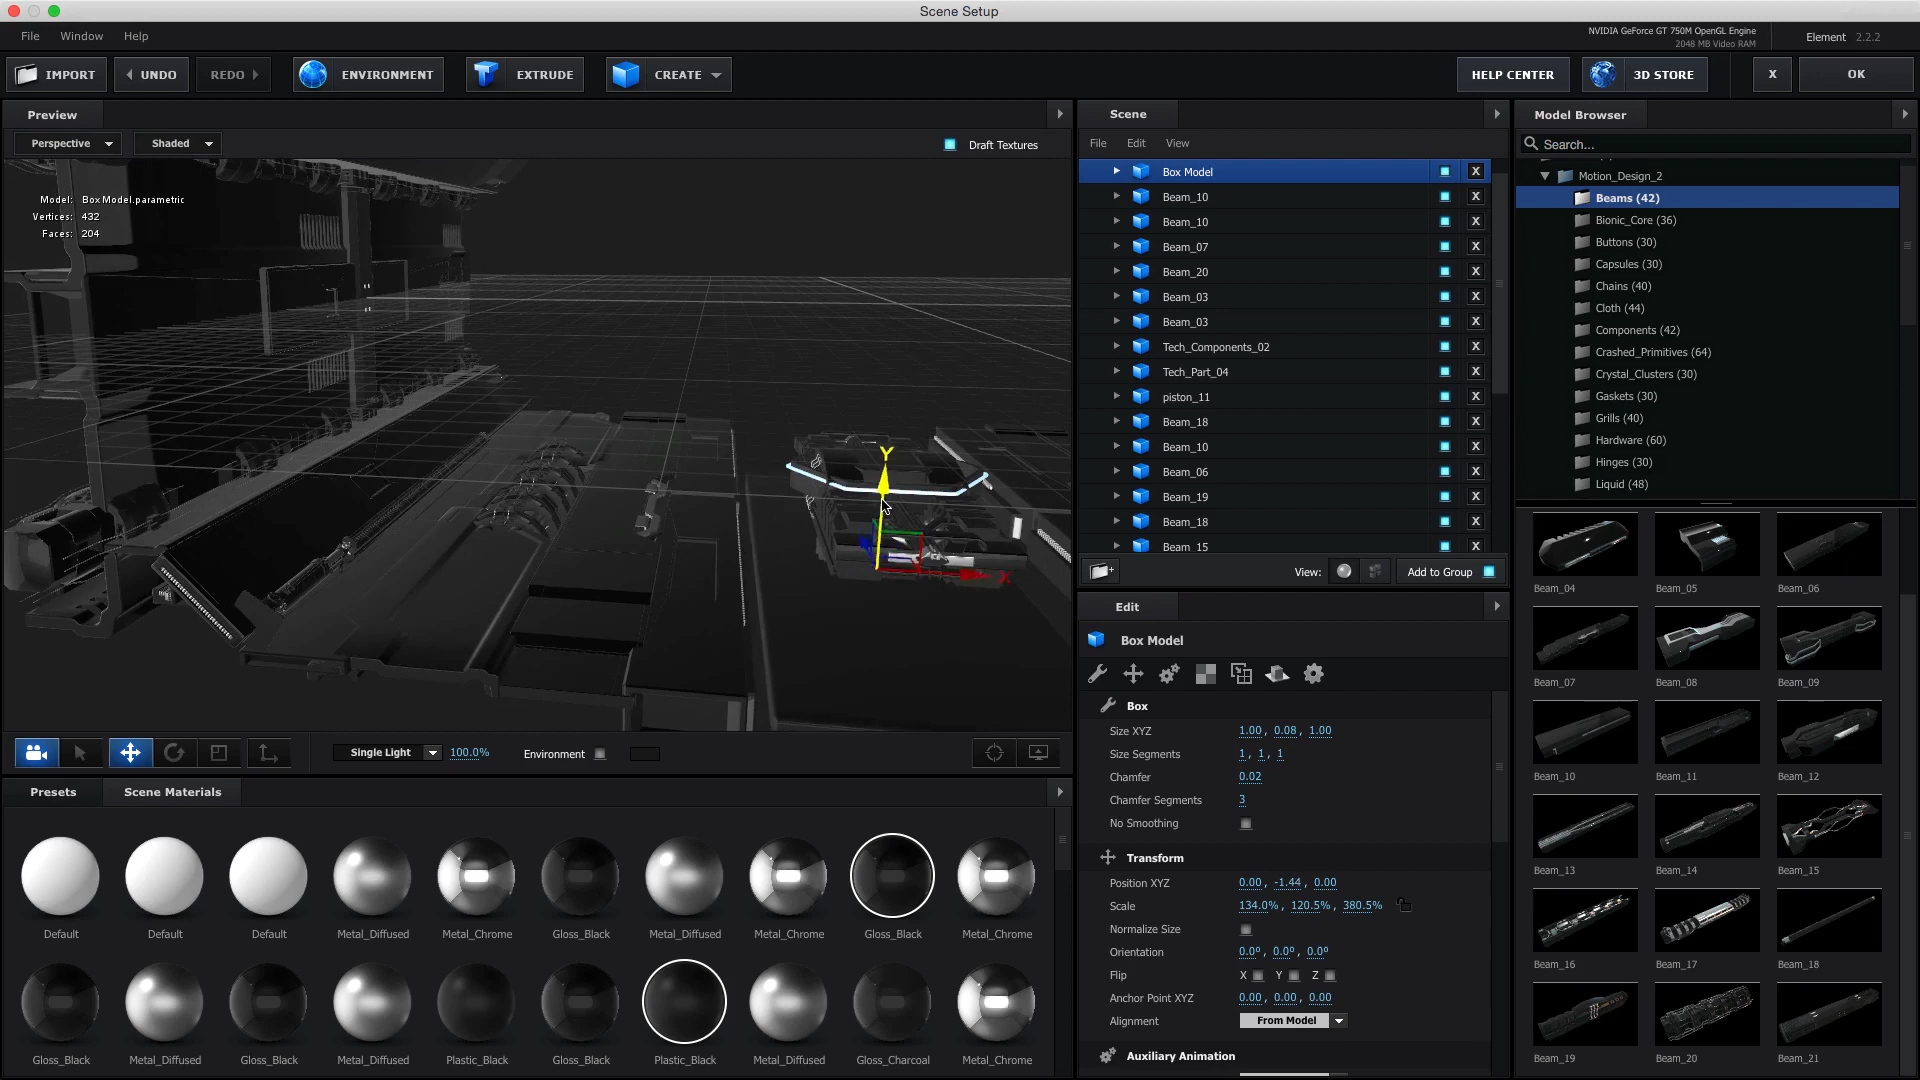 Scene Setup
File Window Help
NVIDIA GeForce GT 750M OpenGL Engine
2048 MB Video RAM
Element 2.2.2
IMPORT UNDO REDO ENVIRONMENT EXTRUDE CREATE HELP CENTER 3D STORE X OK
Preview
Perspective Shaded Draft Textures
Model: Box Model.parametric
Vertices: 432
Faces: 204
Y
X
Single Light 100.0% Environment
Presets Scene Materials
Default Default Default Metal_Diffused Metal_Chrome Gloss_Black Metal_Diffused Metal_Chrome Gloss_Black Metal_Chrome
Gloss_Black Metal_Diffused Gloss_Black Metal_Diffused Plastic_Black Gloss_Black Plastic_Black Metal_Diffused Gloss_Charcoal Metal_Chrome
Scene
File Edit View
Box Model X
Beam_10 X
Beam_10 X
Beam_07 X
Beam_20 X
Beam_03 X
Beam_03 X
Tech_Components_02 X
Tech_Part_04 X
piston_11 X
Beam_18 X
Beam_10 X
Beam_06 X
Beam_19 X
Beam_18 X
Beam_15 X
View: Add to Group
Edit
Box Model
Box
Size XYZ 1.00, 0.08, 1.00
Size Segments 1, 1, 1
Chamfer 0.02
Chamfer Segments 3
No Smoothing
Transform
Position XYZ 0.00, -1.44, 0.00
Scale 134.0%, 120.5%, 380.5%
Normalize Size
Orientation 0.0º, 0.0º, 0.0º
Flip X Y Z
Anchor Point XYZ 0.00, 0.00, 0.00
Alignment From Model
Auxiliary Animation
Model Browser
Search...
Motion_Design_2
Beams (42)
Bionic_Core (36)
Buttons (30)
Capsules (30)
Chains (40)
Cloth (44)
Components (42)
Crashed_Primitives (64)
Crystal_Clusters (30)
Gaskets (30)
Grills (40)
Hardware (60)
Hinges (30)
Liquid (48)
Beam_04 Beam_05 Beam_06
Beam_07 Beam_08 Beam_09
Beam_10 Beam_11 Beam_12
Beam_13 Beam_14 Beam_15
Beam_16 Beam_17 Beam_18
Beam_19 Beam_20 Beam_21